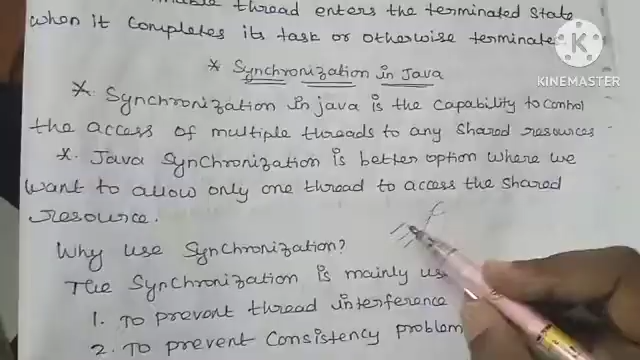 thread enters the terminated state
when it completes its task or otherwise terminate
* Synchronization in Java
* Synchronization in java is the capability to control
the access of multiple threads to any shared resources
* Java synchronization is better option where we
want to allow only one thread to access the shared
resource.
Why use Synchronization?
The Synchronization is mainly us
1. To prevent thread interference
2. To prevent consistency problem
K
KINEMASTER